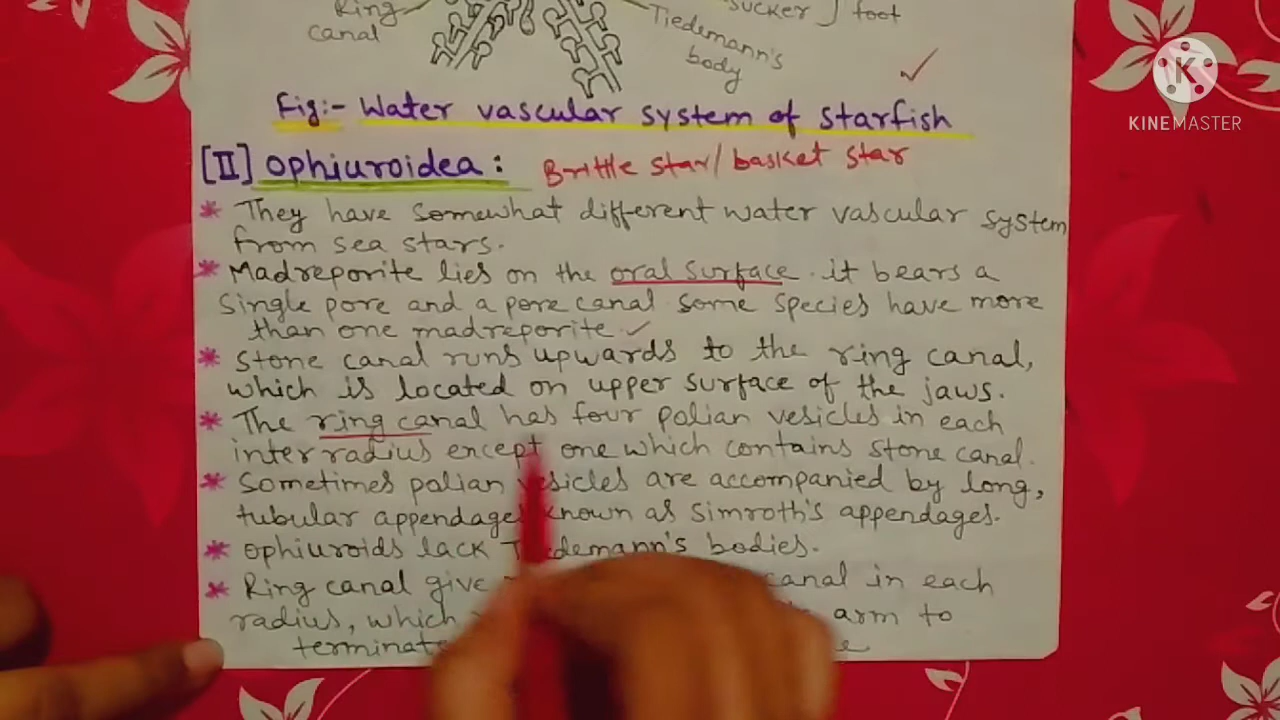 Ring
canal
Tiedemann's
body
sucker
foot
Fig:- Water vascular system of starfish
K
KINEMASTER
[II] Ophiuroidea : Brittle star/ basket star
* They have somewhat different water vascular system
from sea stars.
* Madreporite lies on the oral surface. it bears a
single pore and a pore canal some species have more
than one madreporite
* Stone canal runs upwards to the ring canal,
which is located on upper surface of the jaws.
* The ring canal has four polian vesicles in each
interradius except one which contains stone canal.
* Sometimes polian vesicles are accompanied by long,
tubular appendages known as Simroth's appendages.
* Ophiuroids lack Tiedemann's bodies.
* Ring canal give canal in each
radius, which arm to
terminate